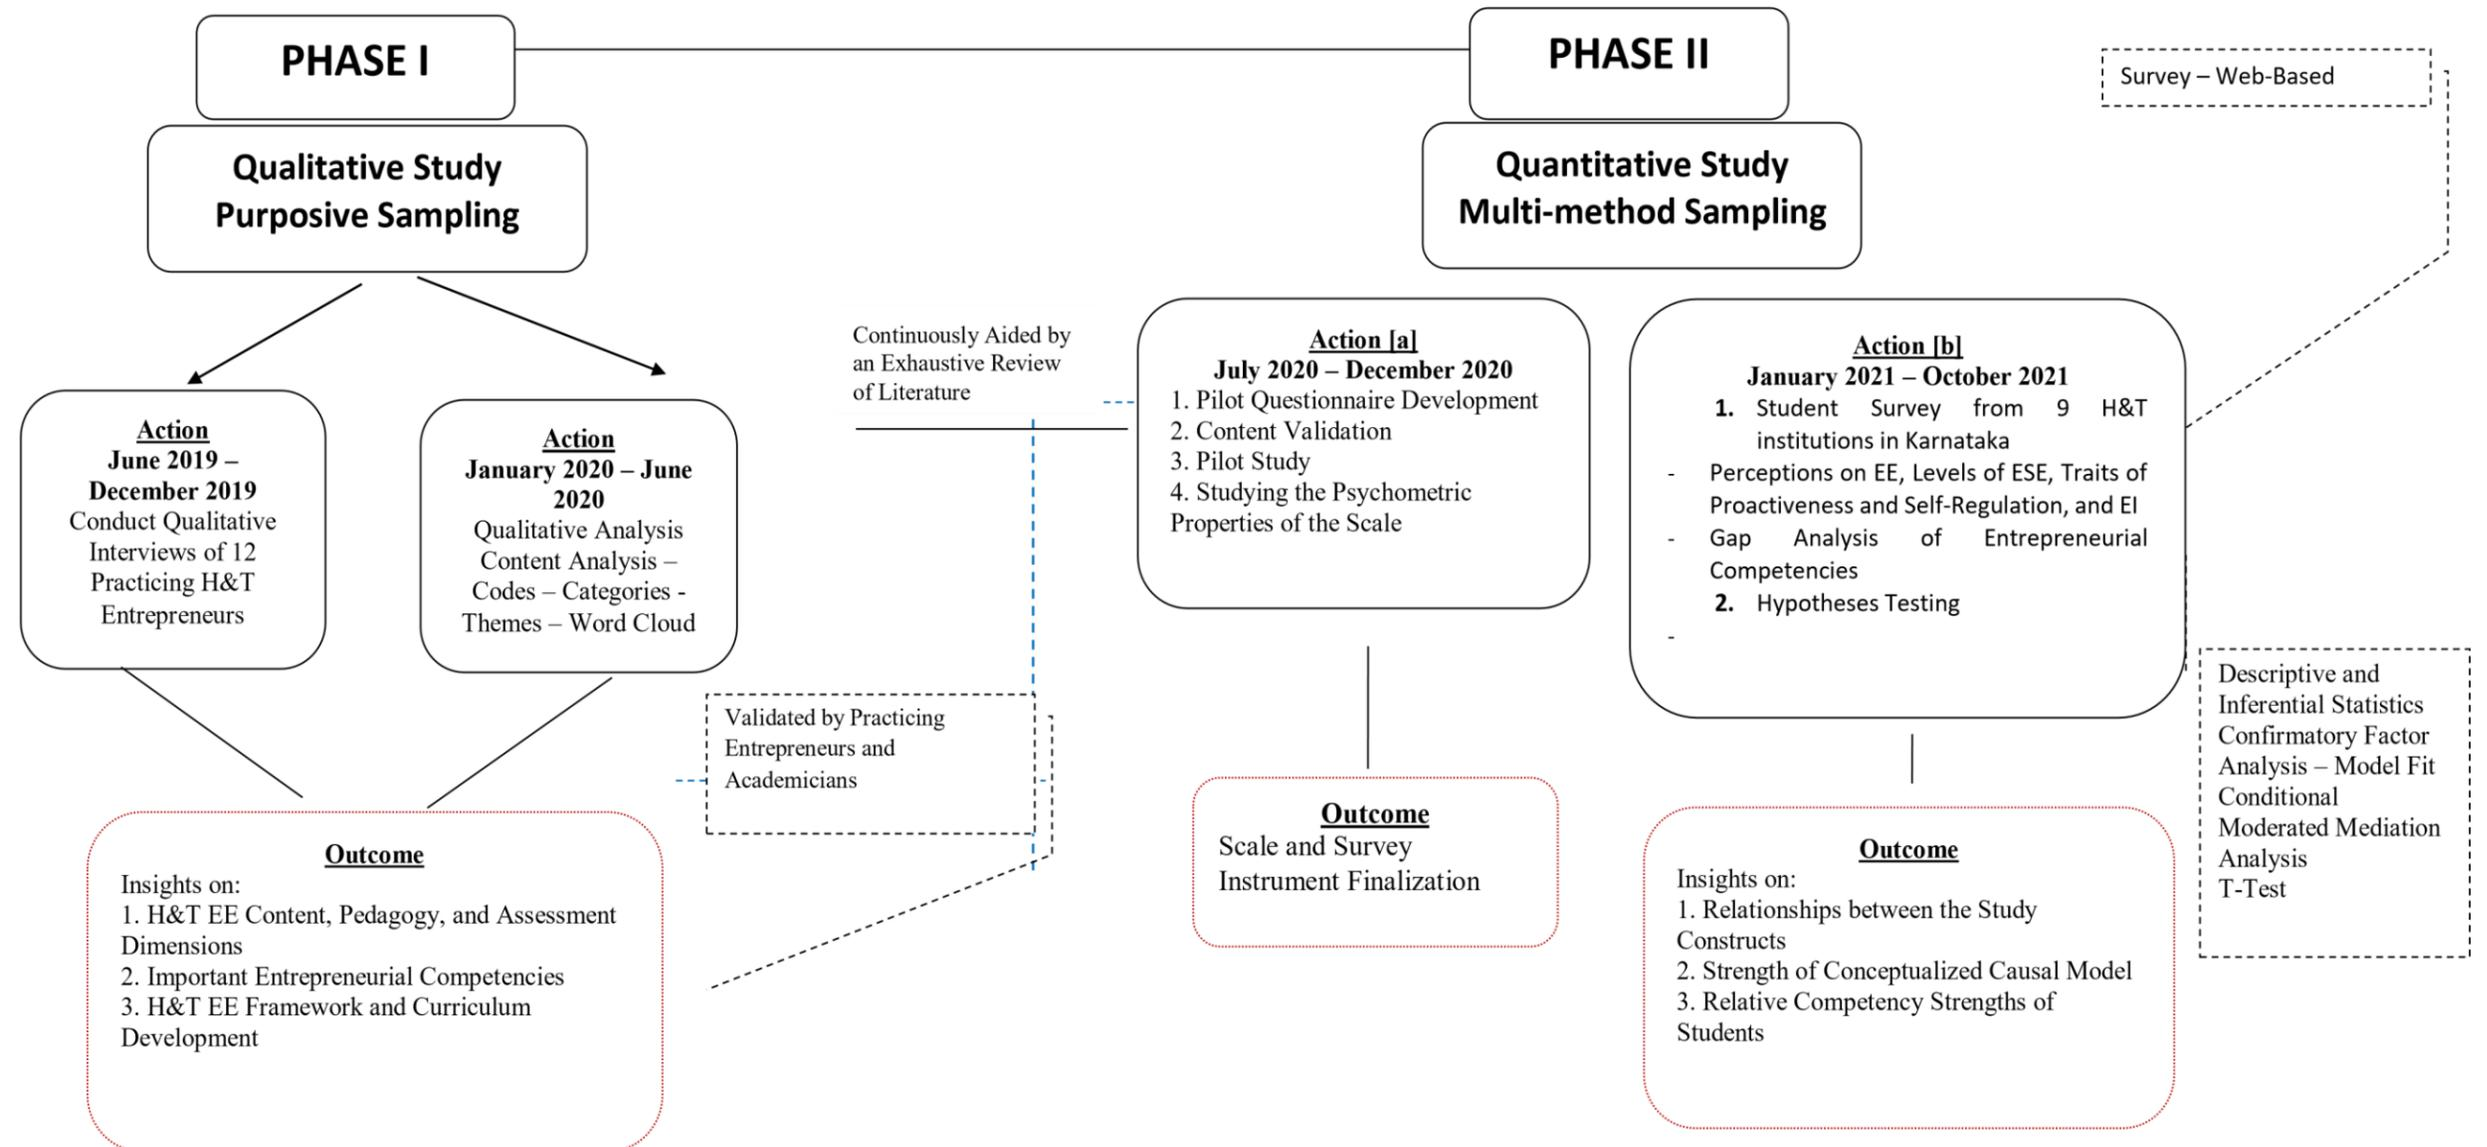 PHASE I
Qualitative Study
Purposive Sampling
Action
June 2019 –
December 2019
Conduct Qualitative
Interviews of 12
Practicing H&T
Entrepreneurs
Action
January 2020 – June
2020
Qualitative Analysis
Content Analysis –
Codes – Categories -
Themes – Word Cloud
Validated by Practicing
Entrepreneurs and
Academicians
Outcome
Insights on:
1. H&T EE Content, Pedagogy, and Assessment
Dimensions
2. Important Entrepreneurial Competencies
3. H&T EE Framework and Curriculum
Development
Continuously Aided by
an Exhaustive Review
of Literature
PHASE II
Quantitative Study
Multi-method Sampling
Action [a]
July 2020 – December 2020
1. Pilot Questionnaire Development
2. Content Validation
3. Pilot Study
4. Studying the Psychometric
Properties of the Scale
Outcome
Scale and Survey
Instrument Finalization
Survey – Web-Based
Action [b]
January 2021 – October 2021
1. Student Survey from 9 H&T
institutions in Karnataka
- Perceptions on EE, Levels of ESE, Traits of
Proactiveness and Self-Regulation, and EI
- Gap Analysis of Entrepreneurial
Competencies
2. Hypotheses Testing
-
Descriptive and
Inferential Statistics
Confirmatory Factor
Analysis – Model Fit
Conditional
Moderated Mediation
Analysis
T-Test
Outcome
Insights on:
1. Relationships between the Study
Constructs
2. Strength of Conceptualized Causal Model
3. Relative Competency Strengths of
Students